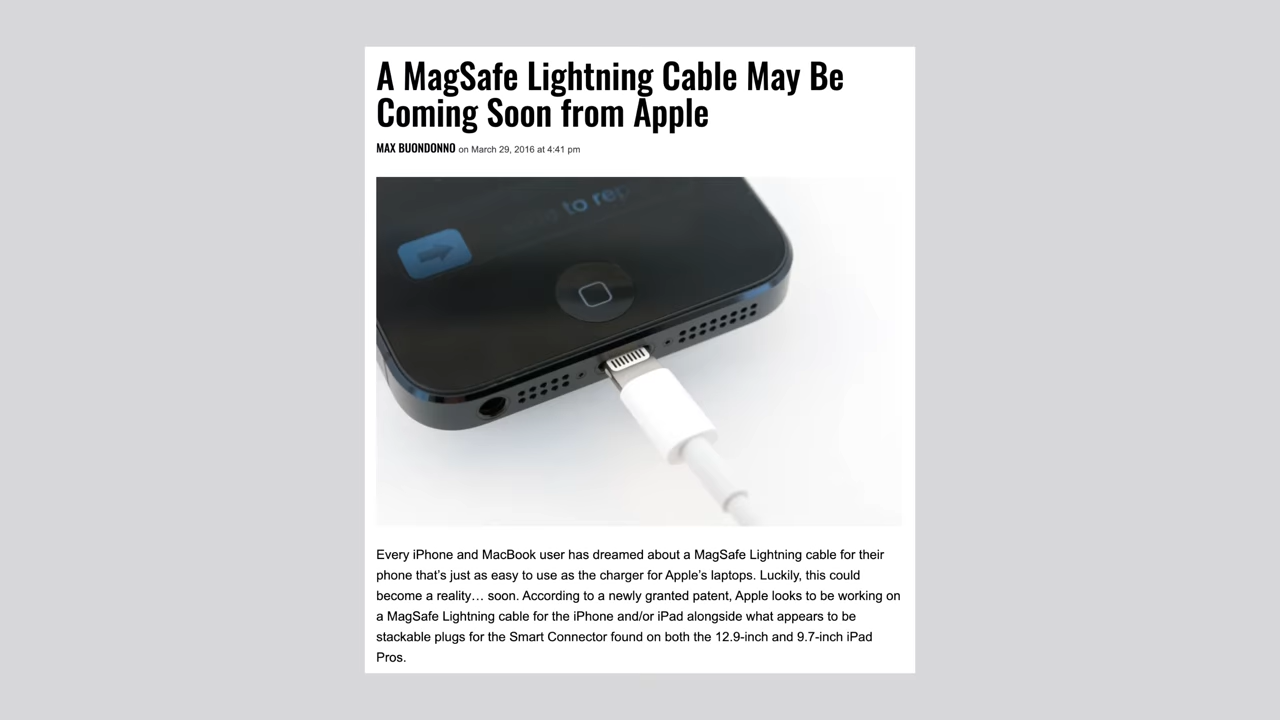 A MagSafe Lightning Cable May Be
Coming Soon from Apple
MAX BUONDONNO on March 29, 2016 at 4:41 pm
to rep
Every iPhone and MacBook user has dreamed about a MagSafe Lightning cable for their
phone that’s just as easy to use as the charger for Apple’s laptops. Luckily, this could
become a reality… soon. According to a newly granted patent, Apple looks to be working on
a MagSafe Lightning cable for the iPhone and/or iPad alongside what appears to be
stackable plugs for the Smart Connector found on both the 12.9-inch and 9.7-inch iPad
Pros.